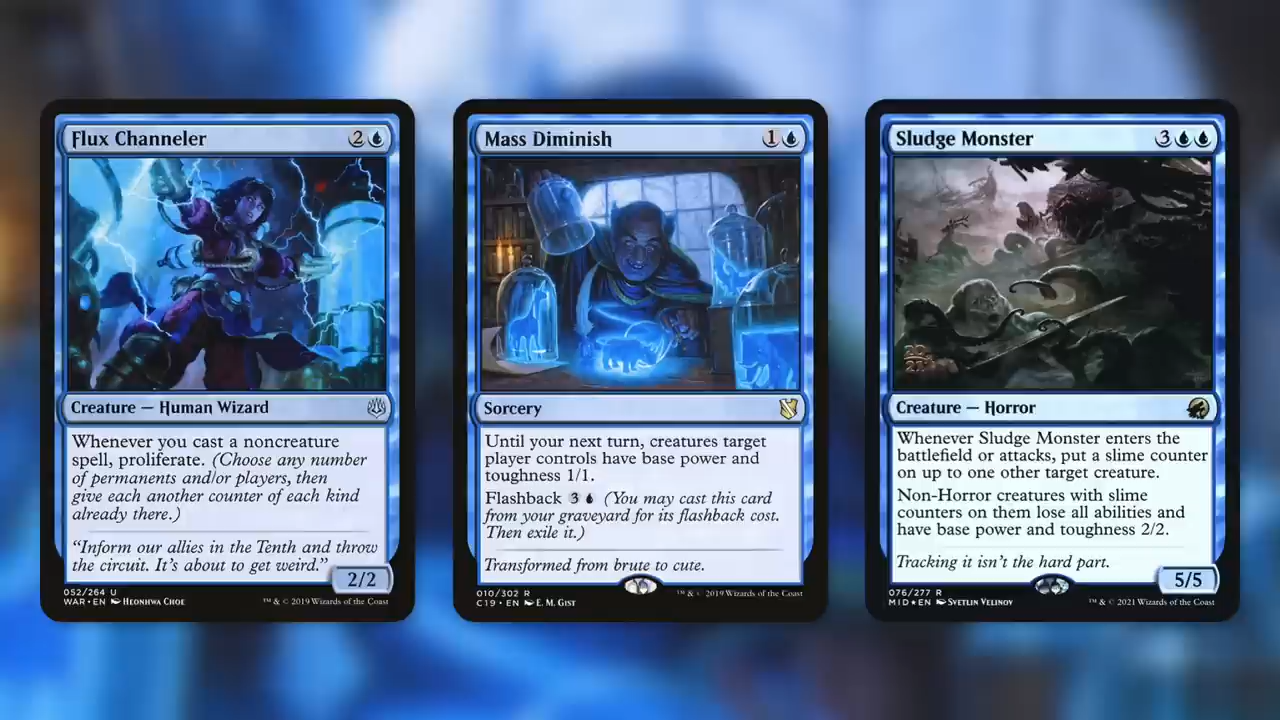 Flux Channeler 2
Creature — Human Wizard
Whenever you cast a noncreature
spell, proliferate. (Choose any number
of permanents and/or players, then
give each another counter of each kind
already there.)
“Inform our allies in the Tenth and throw
the circuit. It’s about to get weird.”
2/2
052/264 U
WAR • EN Heonhwa Choe
™ & © 2019 Wizards of the Coast
Mass Diminish 1
Sorcery
Until your next turn, creatures target
player controls have base power and
toughness 1/1.
Flashback 3 (You may cast this card
from your graveyard for its flashback cost.
Then exile it.)
Transformed from brute to cute.
010/302 R
C19 • EN E. M. Gist
™ & © 2019 Wizards of the Coast
Sludge Monster 3
Creature — Horror
Whenever Sludge Monster enters the
battlefield or attacks, put a slime counter
on up to one other target creature.
Non-Horror creatures with slime
counters on them lose all abilities and
have base power and toughness 2/2.
Tracking it isn’t the hard part.
5/5
076/277 R
MID ★ EN Svetlin Velinov
™ & © 2021 Wizards of the Coast